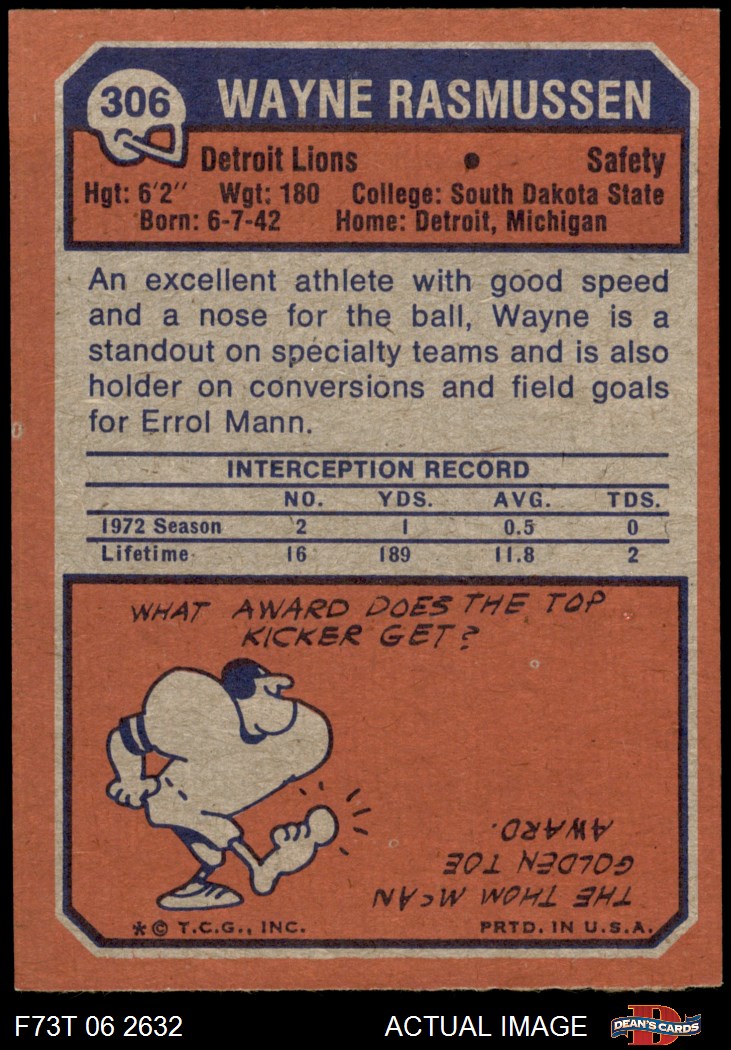 306 WAYNE RASMUSSEN
Detroit Lions • Safety
Hgt: 6'2" Wgt: 180 College: South Dakota State
Born: 6-7-42 Home: Detroit, Michigan
An excellent athlete with good speed
and a nose for the ball, Wayne is a
standout on specialty teams and is also
holder on conversions and field goals
for Errol Mann.
INTERCEPTION RECORD
NO. YDS. AVG. TDS.
1972 Season 2 1 0.5 0
Lifetime 16 189 11.8 2
WHAT AWARD DOES THE TOP
KICKER GET?
THE THOM McAN
GOLDEN TOE
AWARD.
*© T.C.G., INC. PRTD. IN U.S.A.
F73T 06 2632 ACTUAL IMAGE D DEAN'S CARDS